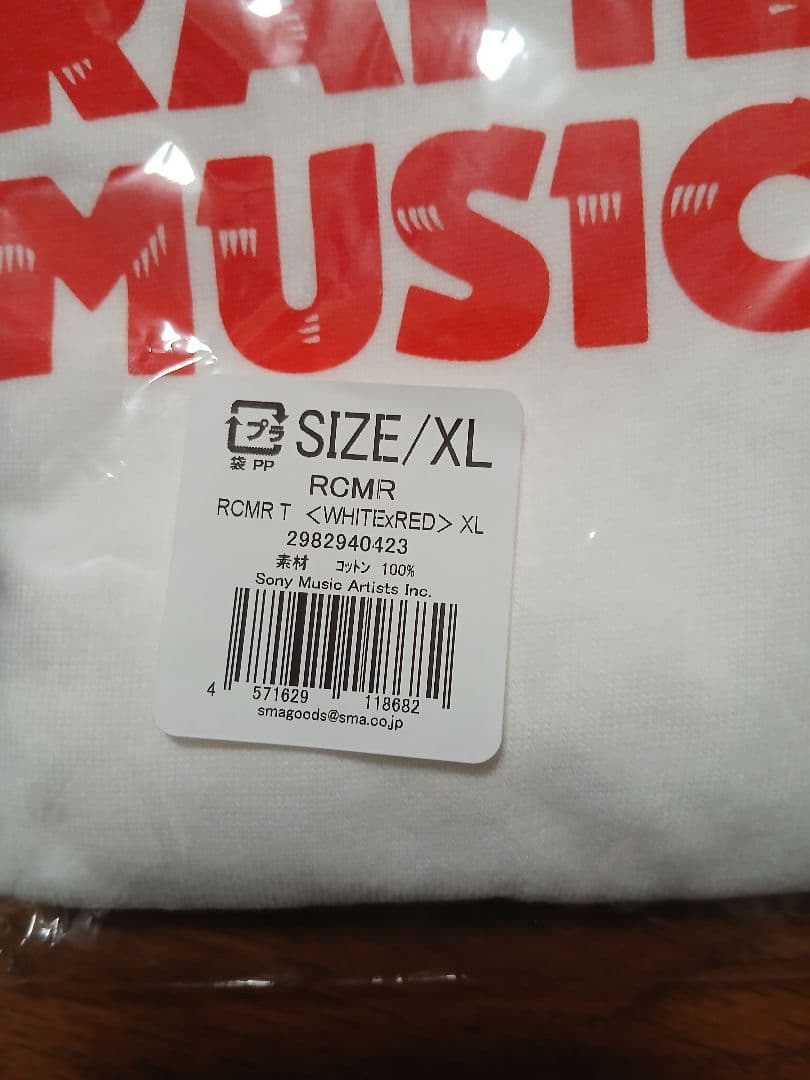 MUSIC
プラ
SIZE/XL
袋 PP
RCMR
RCMR T <WHITExRED> XL
2982940423
素材 コットン 100%
Sony Music Artists Inc.
4 571629 118682
smagoods@sma.co.jp